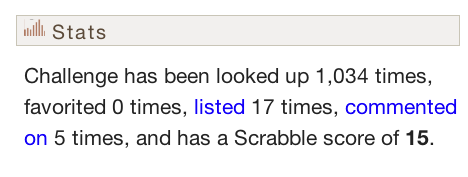 Stats
Challenge has been looked up 1,034 times,
favorited 0 times, listed 17 times, commented
on 5 times, and has a Scrabble score of 15.